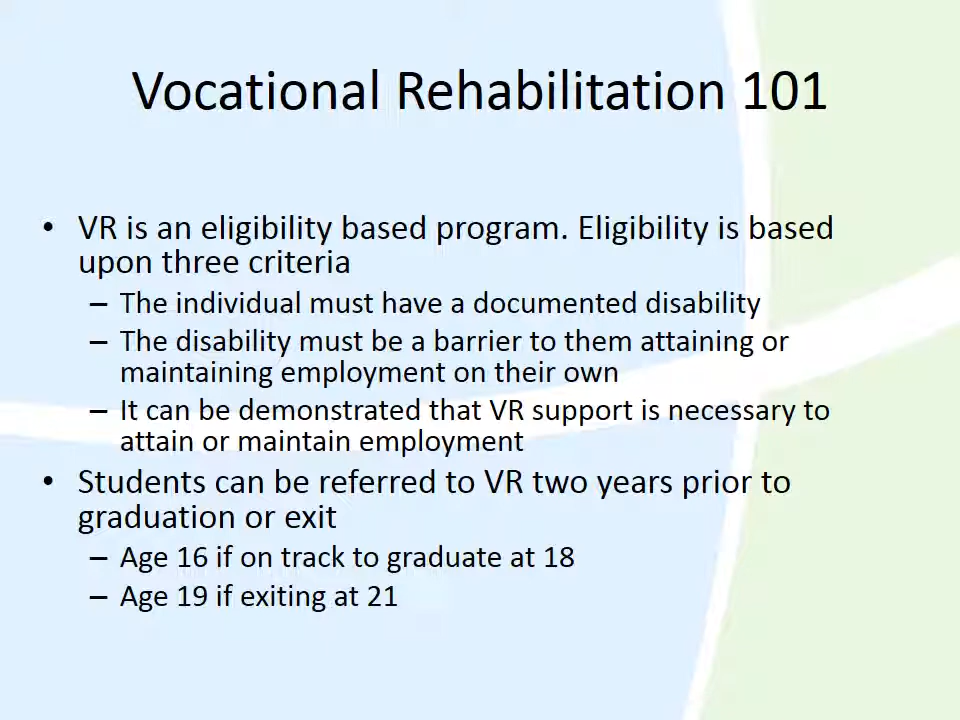 Vocational Rehabilitation 101
• VR is an eligibility based program. Eligibility is based
upon three criteria
– The individual must have a documented disability
– The disability must be a barrier to them attaining or
maintaining employment on their own
– It can be demonstrated that VR support is necessary to
attain or maintain employment
• Students can be referred to VR two years prior to
graduation or exit
– Age 16 if on track to graduate at 18
– Age 19 if exiting at 21